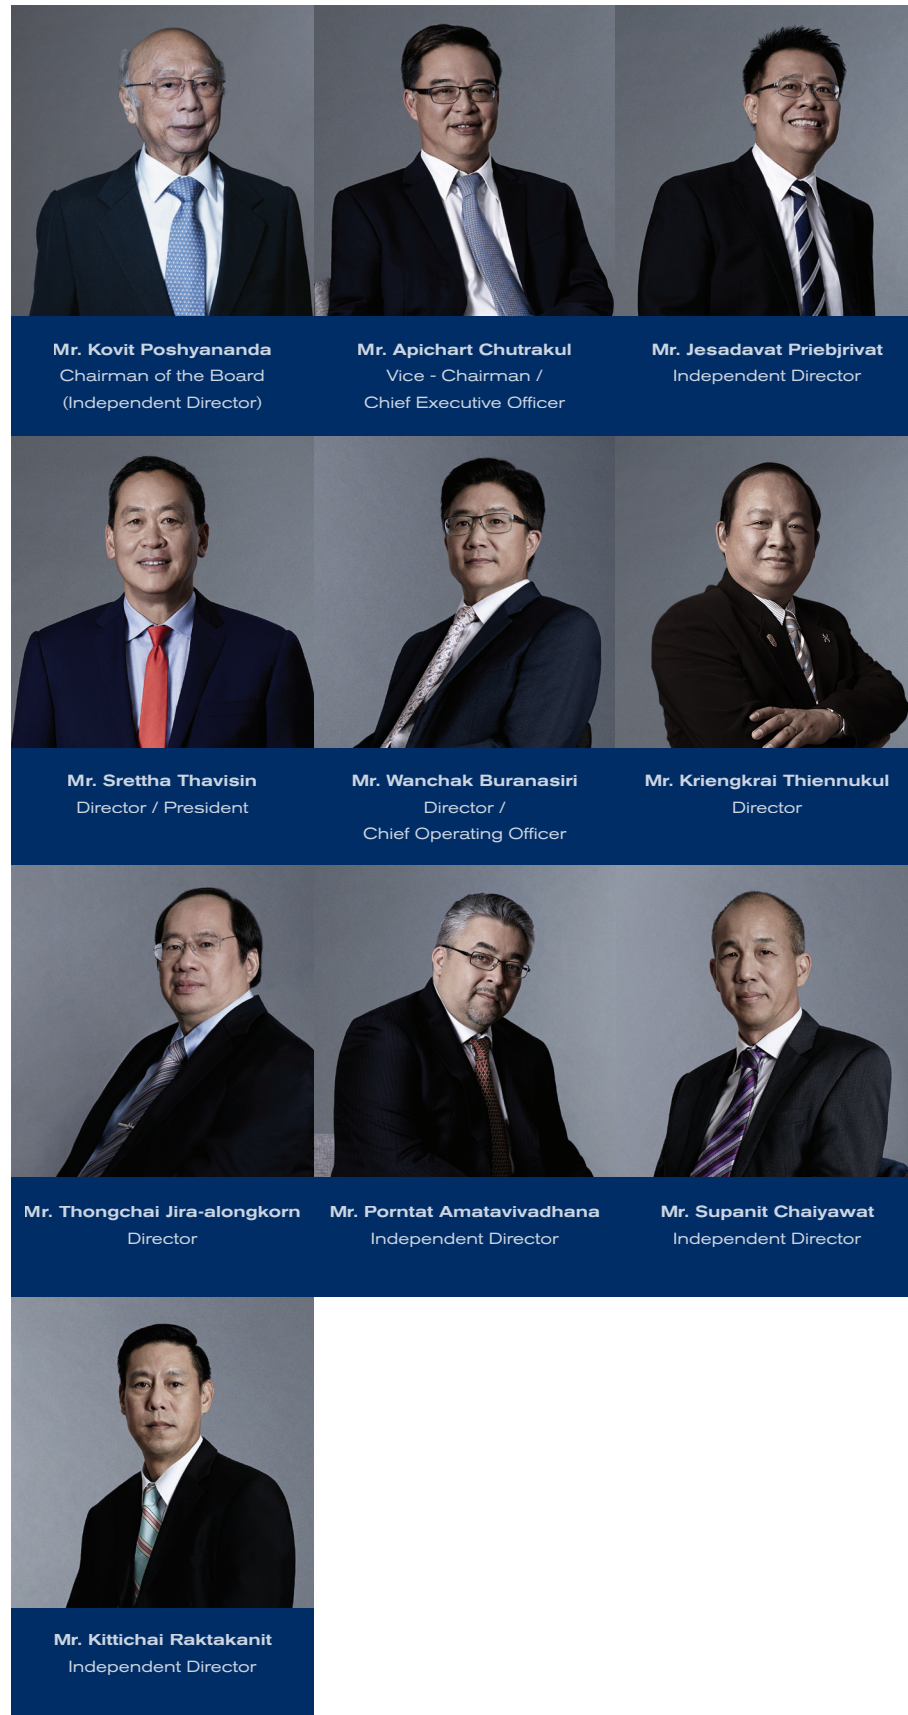 Mr. Kovit Poshyananda
Chairman of the Board
(Independent Director)
Mr. Apichart Chutrakul
Vice - Chairman /
Chief Executive Officer
Mr. Jesadavat Priebjrivat
Independent Director
Mr. Srettha Thavisin
Director / President
Mr. Wanchak Buranasiri
Director /
Chief Operating Officer
Mr. Kriengkrai Thiennukul
Director
Mr. Thongchai Jira-alongkorn
Director
Mr. Porntat Amatavivadhana
Independent Director
Mr. Supanit Chaiyawat
Independent Director
Mr. Kittichai Raktakanit
Independent Director